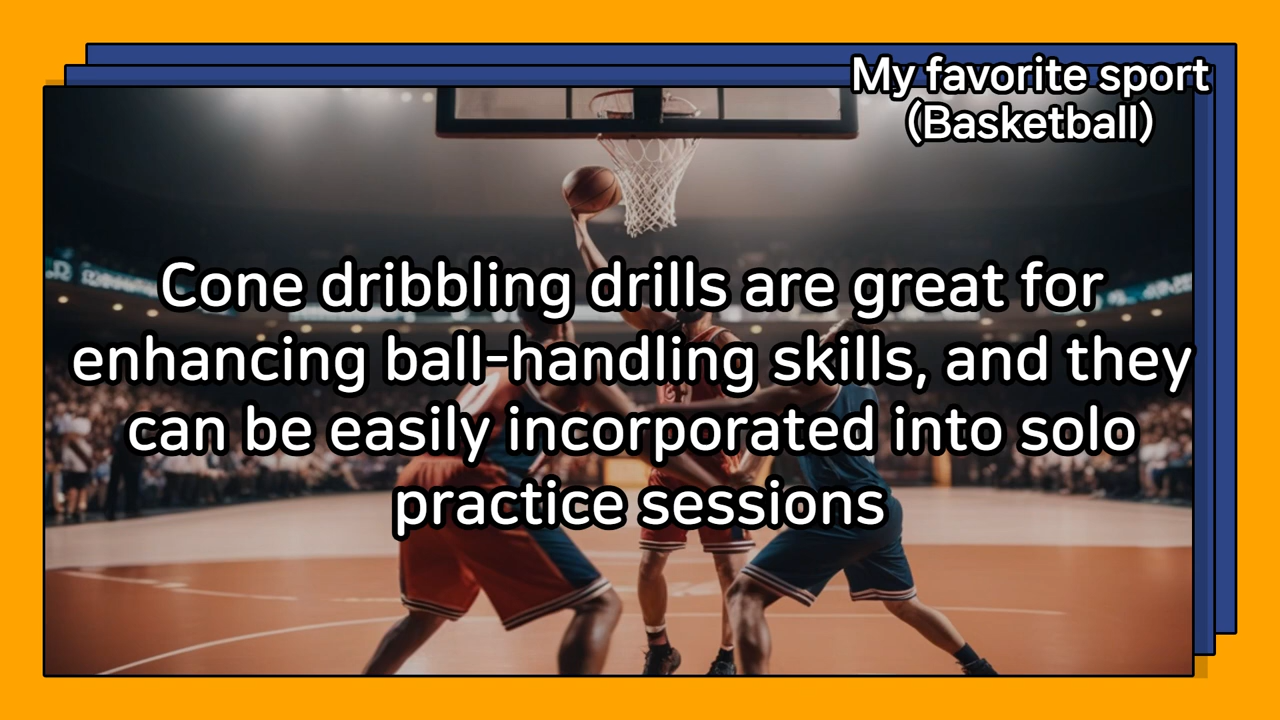 My favorite sport
(Basketball)
Cone dribbling drills are great for
enhancing ball-handling skills, and they
can be easily incorporated into solo
practice sessions